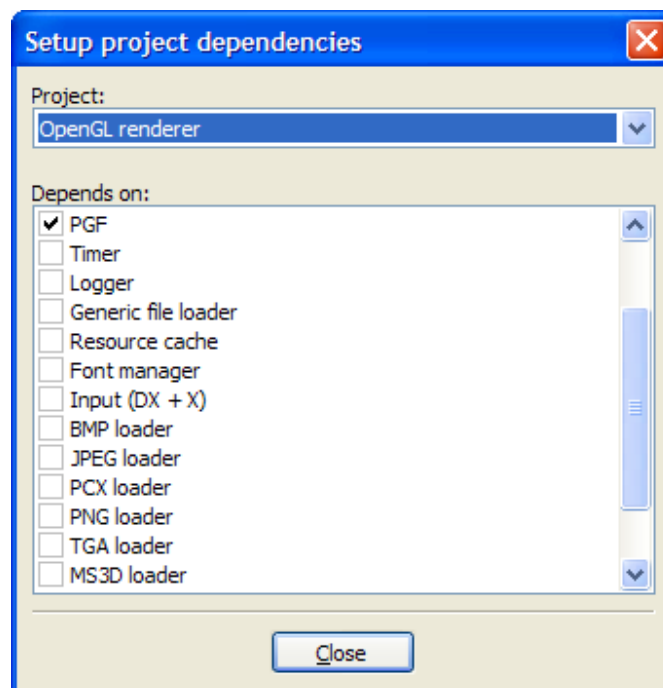 Setup project dependencies
Project:
OpenGL renderer
Depends on:
PGF
Timer
Logger
Generic file loader
Resource cache
Font manager
Input (DX + X)
BMP loader
JPEG loader
PCX loader
PNG loader
TGA loader
MS3D loader
Close